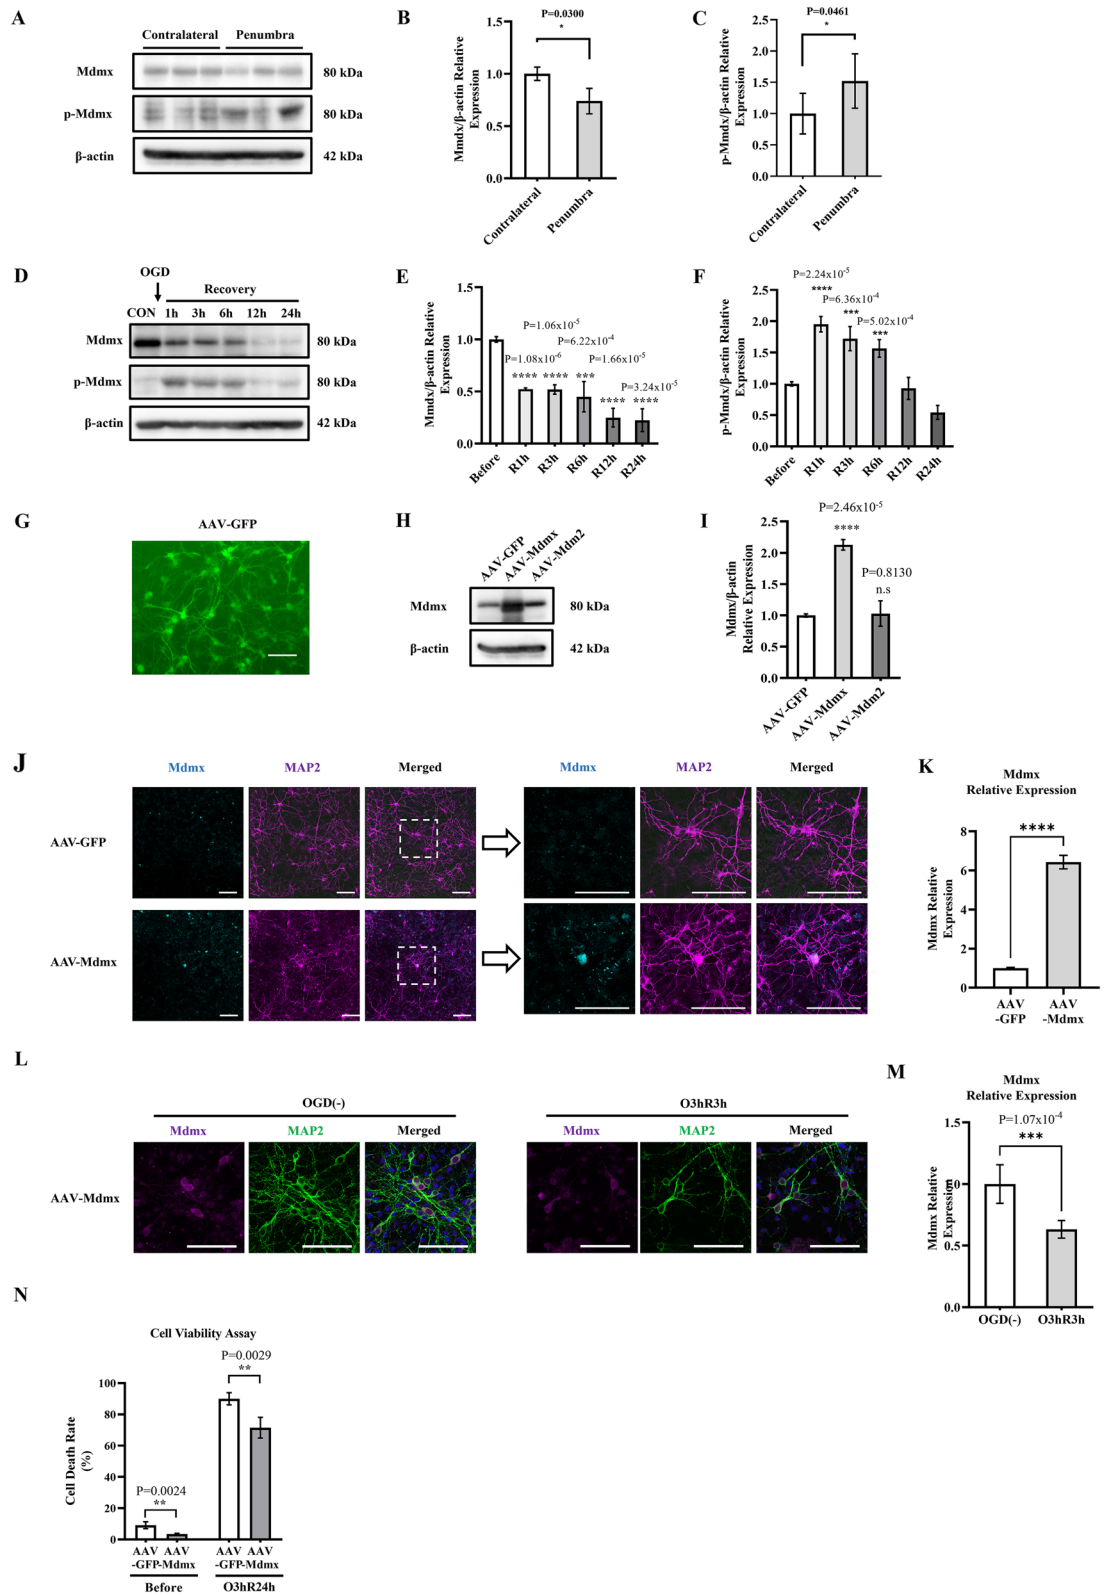 A
Contralateral Penumbra
Mdmx 80 kDa
p-Mdmx 80 kDa
β-actin 42 kDa
B
P=0.0300
*
Mmdx/β-actin Relative
Expression
1.5
1.0
0.5
0.0
Contralateral
Penumbra
C
P=0.0461
*
p-Mmdx/β-actin Relative
Expression
2.5
2.0
1.5
1.0
0.5
0.0
Contralateral
Penumbra
D
OGD
Recovery
CON 1h 3h 6h 12h 24h
Mdmx 80 kDa
p-Mdmx 80 kDa
β-actin 42 kDa
E
Mmdx/β-actin Relative
Expression
1.5
1.0
0.5
0.0
P=1.06x10⁻⁵
P=6.22x10⁻⁴
P=1.08x10⁻⁶ P=1.66x10⁻⁵
P=3.24x10⁻⁵
**** **** *** **** ****
Before R1h R3h R6h R12h R24h
F
P=2.24x10⁻⁵
****
P=6.36x10⁻⁴
***
P=5.02x10⁻⁴
***
p-Mmdx/β-actin Relative
Expression
2.5
2.0
1.5
1.0
0.5
0.0
Before R1h R3h R6h R12h R24h
G
AAV-GFP
H
AAV-GFP
AAV-Mdmx
AAV-Mdm2
Mdmx 80 kDa
β-actin 42 kDa
I
P=2.46x10⁻⁵
****
P=0.8130
n.s
Mdmx/β-actin
Relative Expression
2.5
2.0
1.5
1.0
0.5
0.0
AAV-GFP
AAV-Mdmx
AAV-Mdm2
J
Mdmx MAP2 Merged Mdmx MAP2 Merged
AAV-GFP
AAV-Mdmx
K
Mdmx
Relative Expression
****
Mdmx Relative
Expression
8
6
4
2
0
AAV AAV
-GFP -Mdmx
L
OGD(-) O3hR3h
Mdmx MAP2 Merged Mdmx MAP2 Merged
AAV-Mdmx
M
Mdmx
Relative Expression
P=1.07x10⁻⁴
***
Mdmx Relative
Expression
1.5
1.0
0.5
0.0
OGD(-) O3hR3h
N
Cell Viability Assay
P=0.0029
**
P=0.0024
**
Cell Death Rate
(%)
100
80
60
40
20
0
AAV AAV AAV AAV
-GFP-Mdmx -GFP-Mdmx
Before O3hR24h